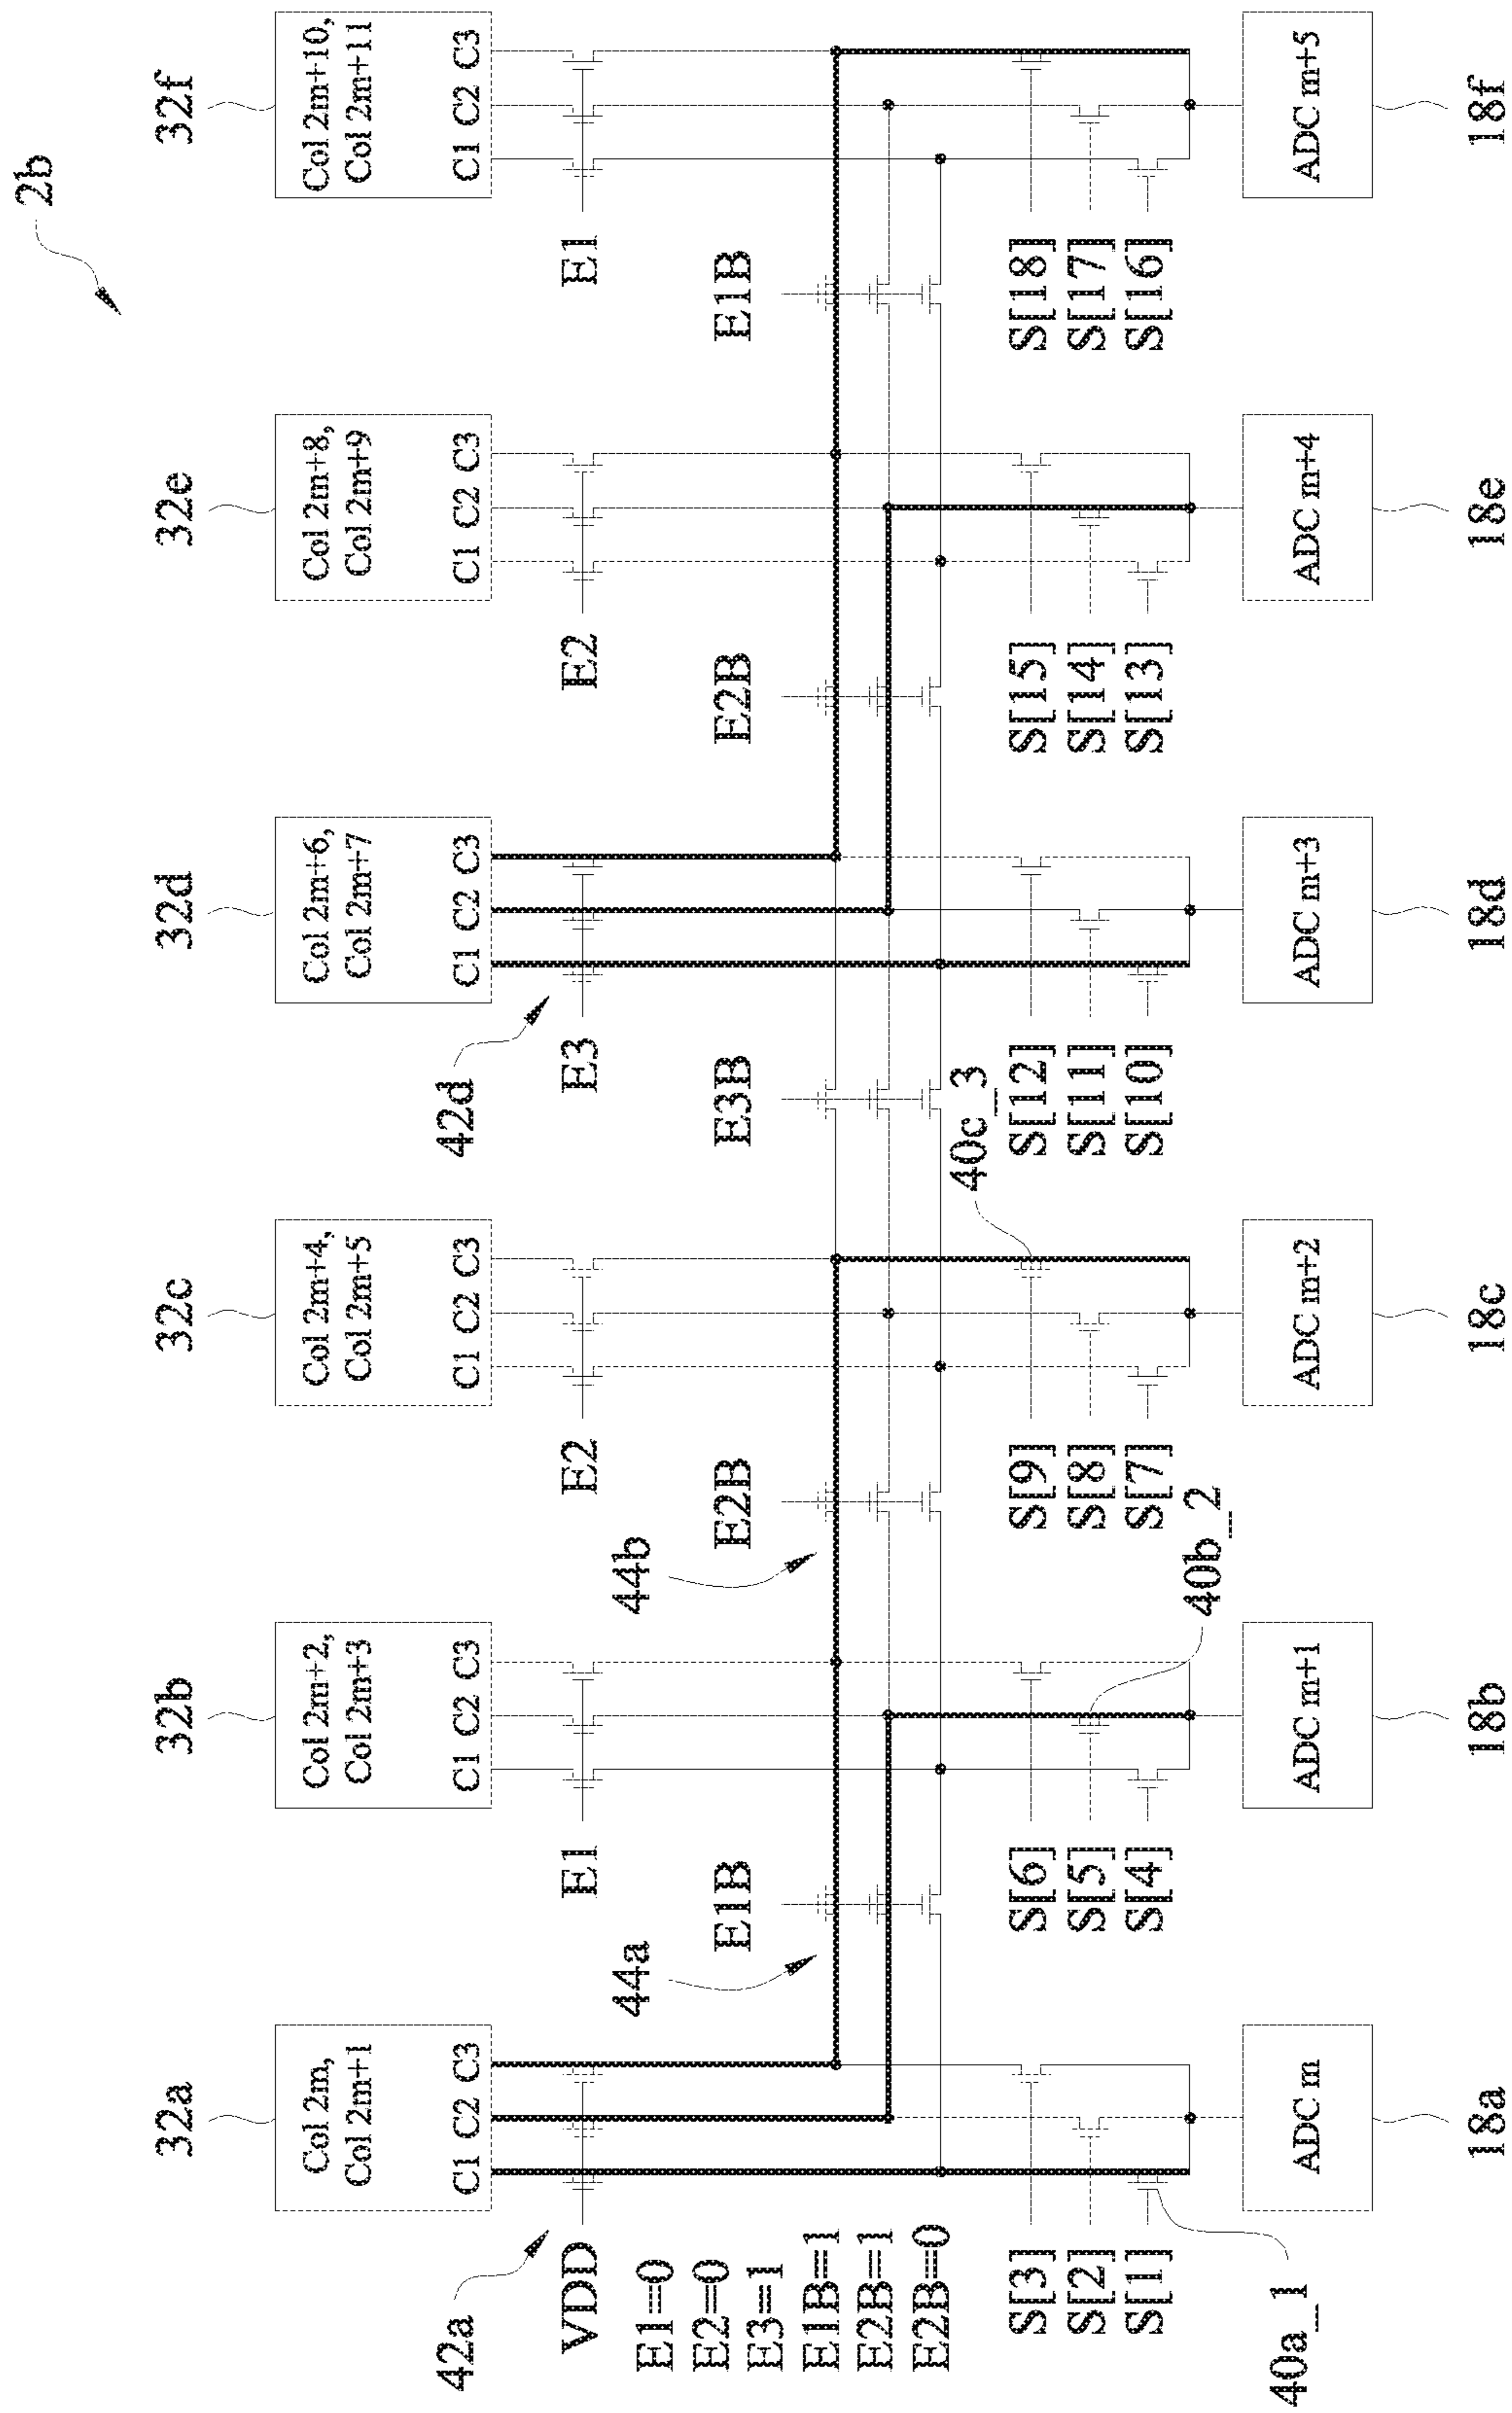 2b
32a
32b
32c
32d
32e
32f
Col 2m,
Col 2m+1
C1 C2 C3
Col 2m+2,
Col 2m+3
C1 C2 C3
Col 2m+4,
Col 2m+5
C1 C2 C3
Col 2m+6,
Col 2m+7
C1 C2 C3
Col 2m+8,
Col 2m+9
C1 C2 C3
Col 2m+10,
Col 2m+11
C1 C2 C3
42a
42d
VDD
E1
E2
E3
E2
E1
E1=0
E2=0
E3=1
E1B=1
E2B=1
E2B=0
44a
44b
E1B
E2B
E3B
E2B
E1B
40c_3
S[3]
S[2]
S[1]
S[6]
S[5]
S[4]
S[9]
S[8]
S[7]
S[12]
S[11]
S[10]
S[15]
S[14]
S[13]
S[18]
S[17]
S[16]
40a_1
40b_2
ADC m
ADC m+1
ADC m+2
ADC m+3
ADC m+4
ADC m+5
18a
18b
18c
18d
18e
18f